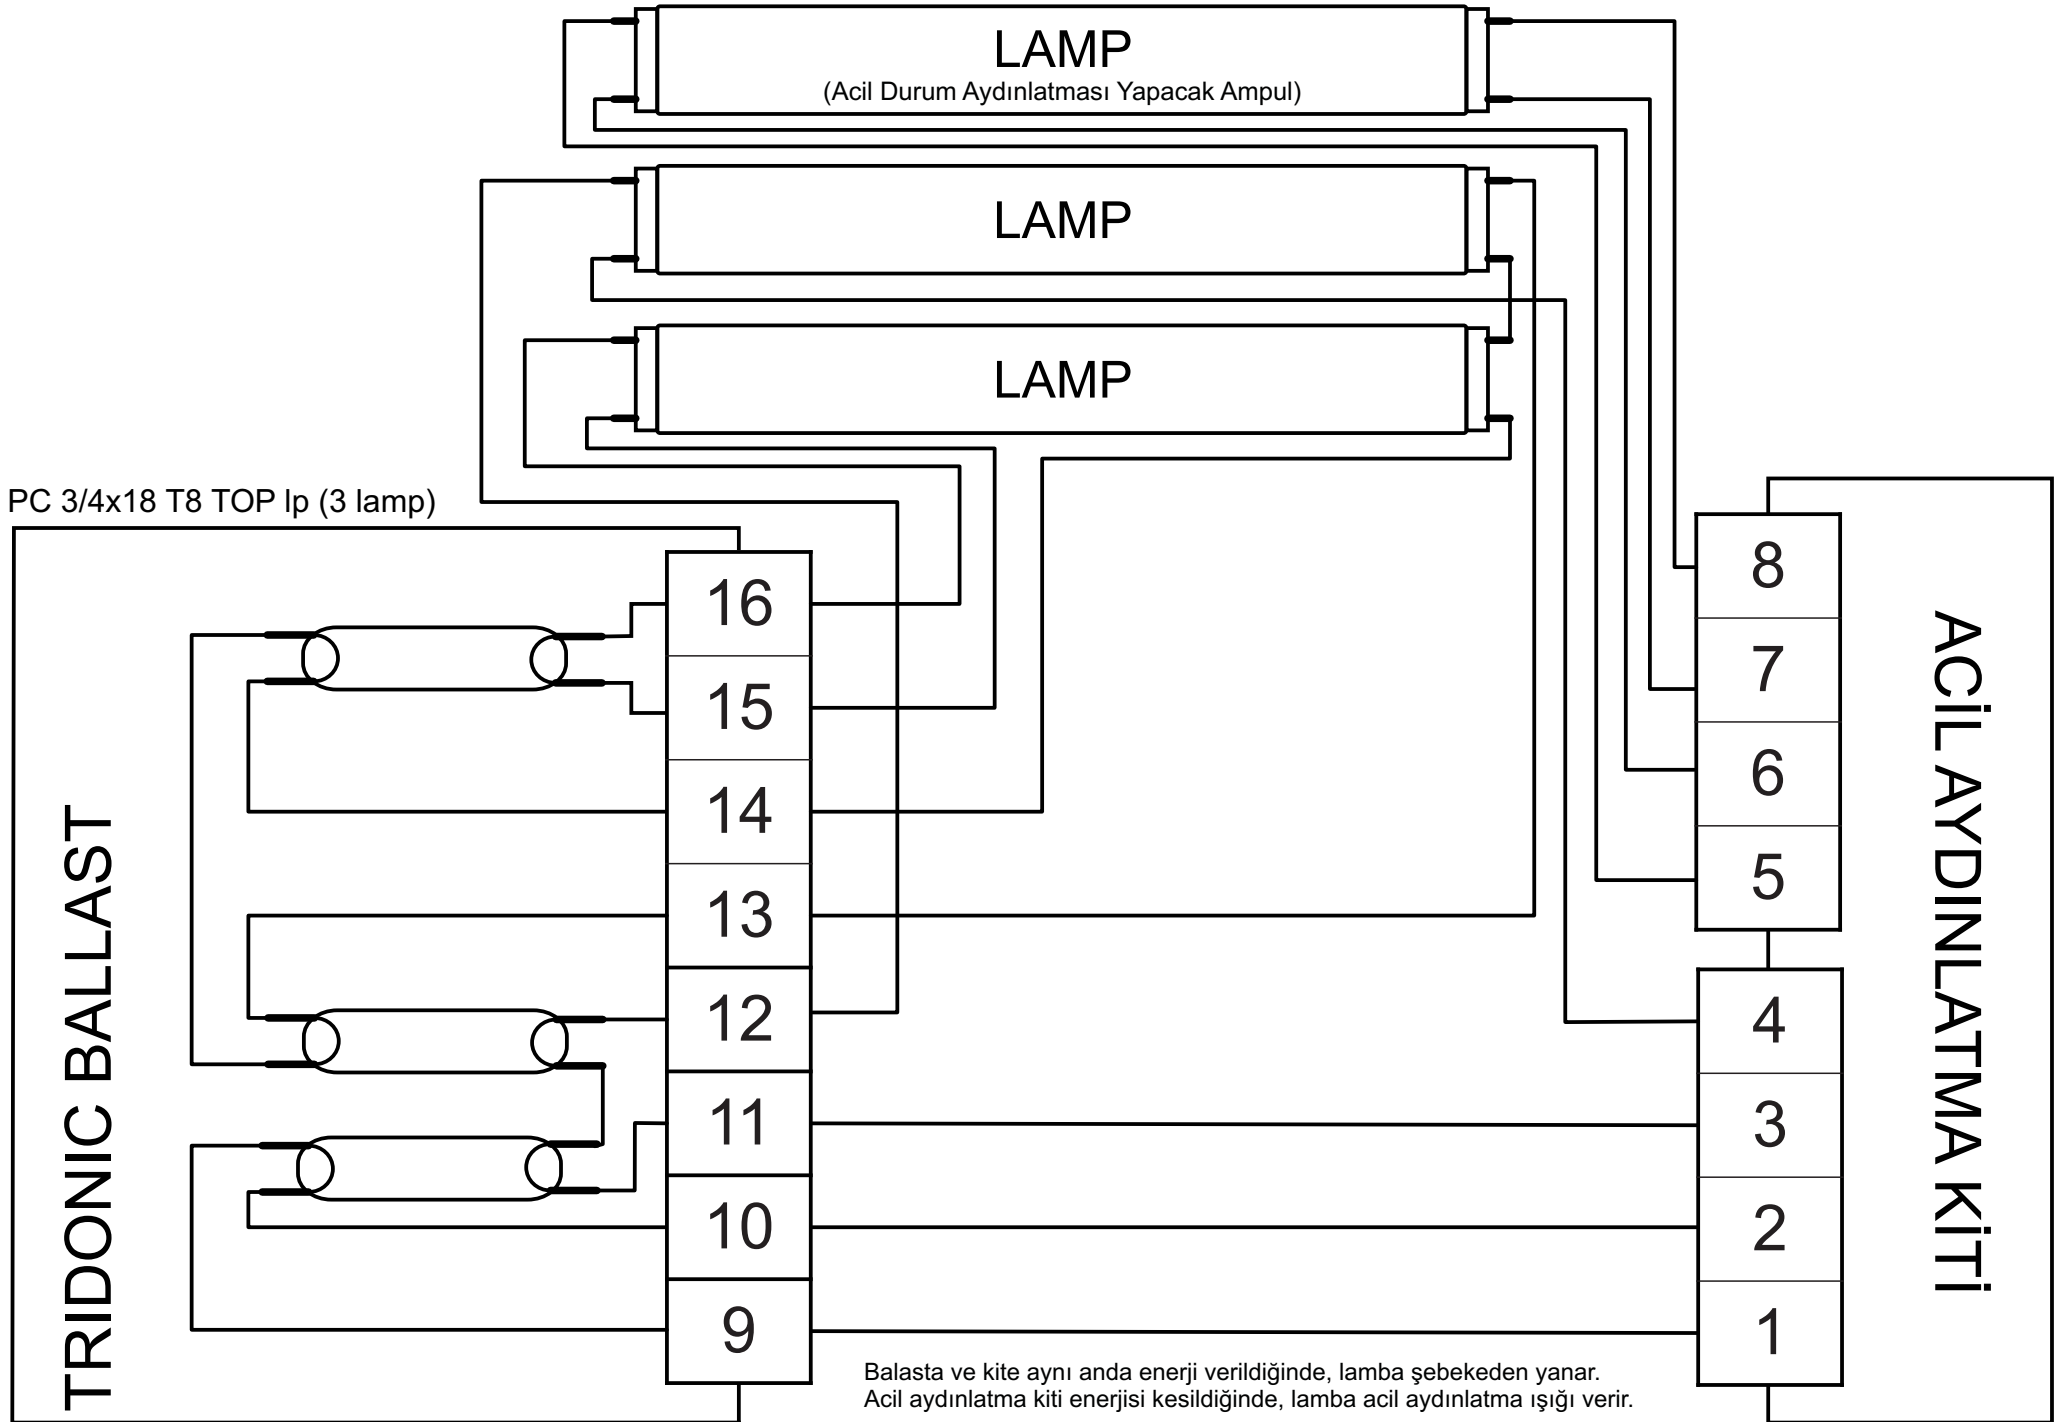 LAMP
(Acil Durum Aydınlatması Yapacak Ampul)
LAMP
LAMP
PC 3/4x18 T8 TOP lp (3 lamp)
TRIDONIC BALLAST
16
15
14
13
12
11
10
9
8
7
6
5
4
3
2
1
ACİL AYDINLATMA KİTİ
Balasta ve kite aynı anda enerji verildiğinde, lamba şebekeden yanar.
Acil aydınlatma kiti enerjisi kesildiğinde, lamba acil aydınlatma ışığı verir.